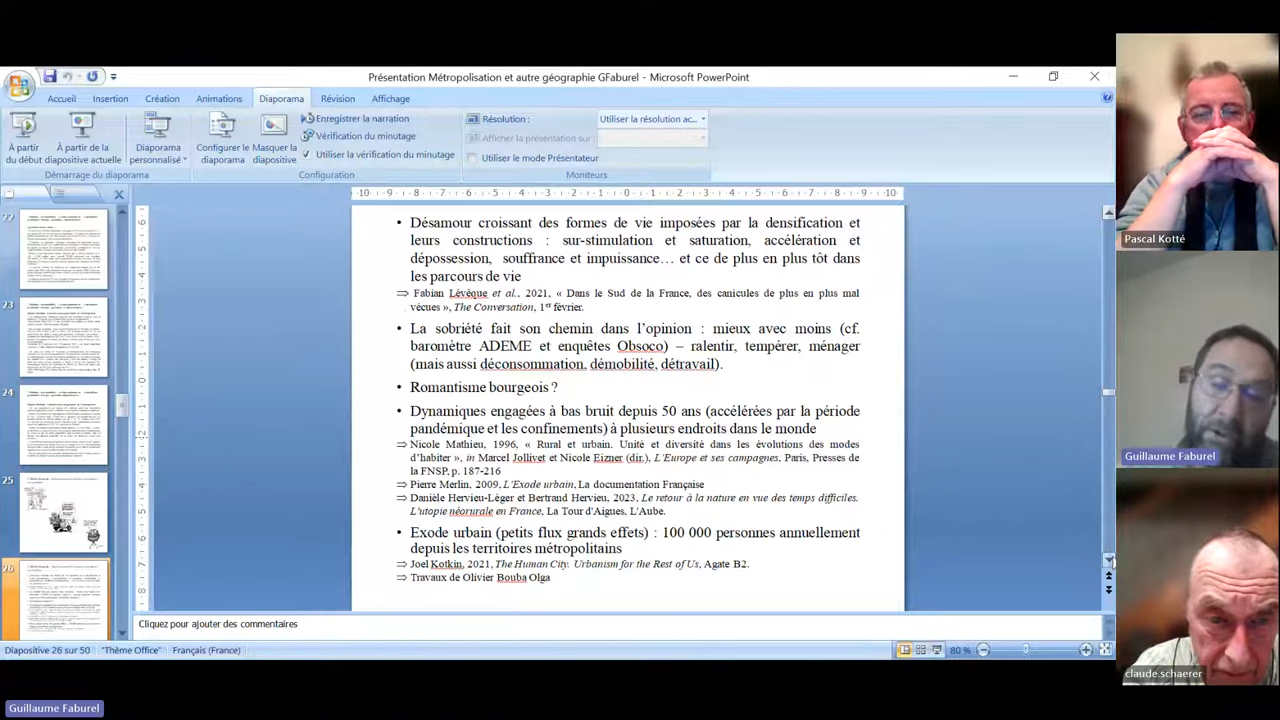 Présentation Métropolisation et autre géographie GFaburel - Microsoft PowerPoint
Accueil Insertion Création Animations Diaporama Révision Affichage
À partir du début
À partir de la diapositive actuelle
Diaporama personnalisé
Configurer le diaporama
Masquer la diapositive
Enregistrer la narration
Vérification du minutage
Utiliser la vérification du minutage
Résolution : Utiliser la résolution ac...
Afficher la présentation sur :
Utiliser le mode Présentateur
Démarrage du diaporama
Configuration
Moniteurs
22
23
24
25
26
• Désamour croissant des formes de vie imposées par la densification et
leurs : sur-stimulation et saturation, accélération et
dépossession, souffrance et impuissance… et ce de plus en plus tôt dans
les parcours de vie
⇒ Fabian Lévêque et al., 2021, « Dans le Sud de la France, des canicules de plus en plus mal
vécues », The Conversation, 1er février.
• La sobriété fait son chemin dans l’opinion : mieux avec moins (cf.
baromètre ADEME et enquêtes Obsoco) – ralentir, tempérer, ménager
(mais aussi déconsommation, démobilité, détravail).
• Romantisme bourgeois ?
• Dynamiques engagées à bas bruit depuis 50 ans (accélérées par la période
pandémique et les confinements) à plusieurs endroits dans le monde
⇒ Nicole Rural et urbain. Unité et diversité dans les évolutions des modes
d’habiter », in Marcel Jollivet et Nicole Eizner (dir.), L’Europe et ses campagnes, Paris, Presses de
la FNSP, p. 187-216
⇒ Pierre Merlin, 2009, L’Exode urbain, La documentation Française
⇒ Danièle Hervieu-Léger et Bertrand Hervieu, 2023, Le retour à la nature en vue des temps difficiles.
L’utopie néorurale en France, La Tour d'Aigues, L'Aube.
• Exode urbain (petits flux grands effets) : 100 000 personnes annuellement
depuis les territoires métropolitains
⇒ Joel Kotkin, Human City. Urbanism for the Rest of Us, Agate B2.
⇒ Travaux de
Cliquez pour ajouter des commentaires
Diapositive 26 sur 50 "Thème Office" Français (France) 80 %
Pascal Kotté
Guillaume Faburel
claude.schaerer
Guillaume Faburel